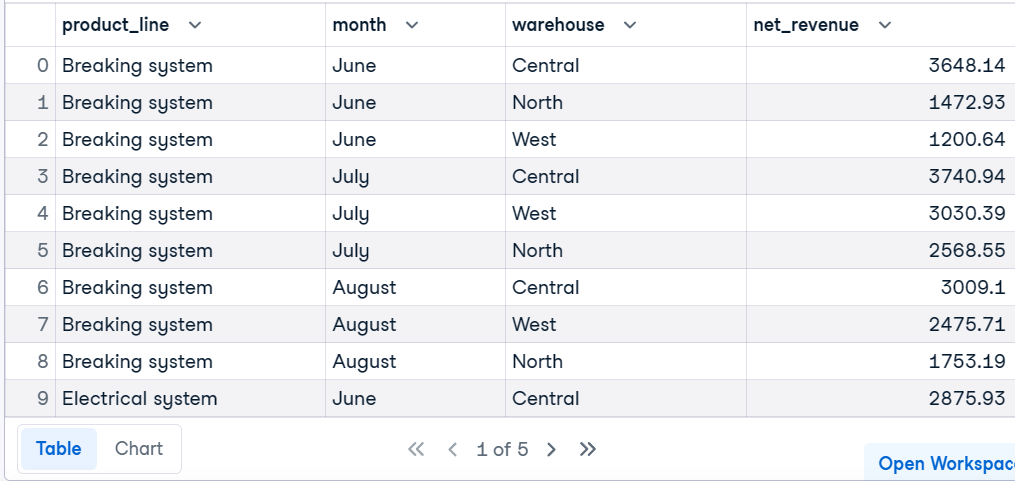 product_line month warehouse net_revenue
0 Breaking system June Central 3648.14
1 Breaking system June North 1472.93
2 Breaking system June West 1200.64
3 Breaking system July Central 3740.94
4 Breaking system July West 3030.39
5 Breaking system July North 2568.55
6 Breaking system August Central 3009.1
7 Breaking system August West 2475.71
8 Breaking system August North 1753.19
9 Electrical system June Central 2875.93
Table Chart 1 of 5 Open Workspac